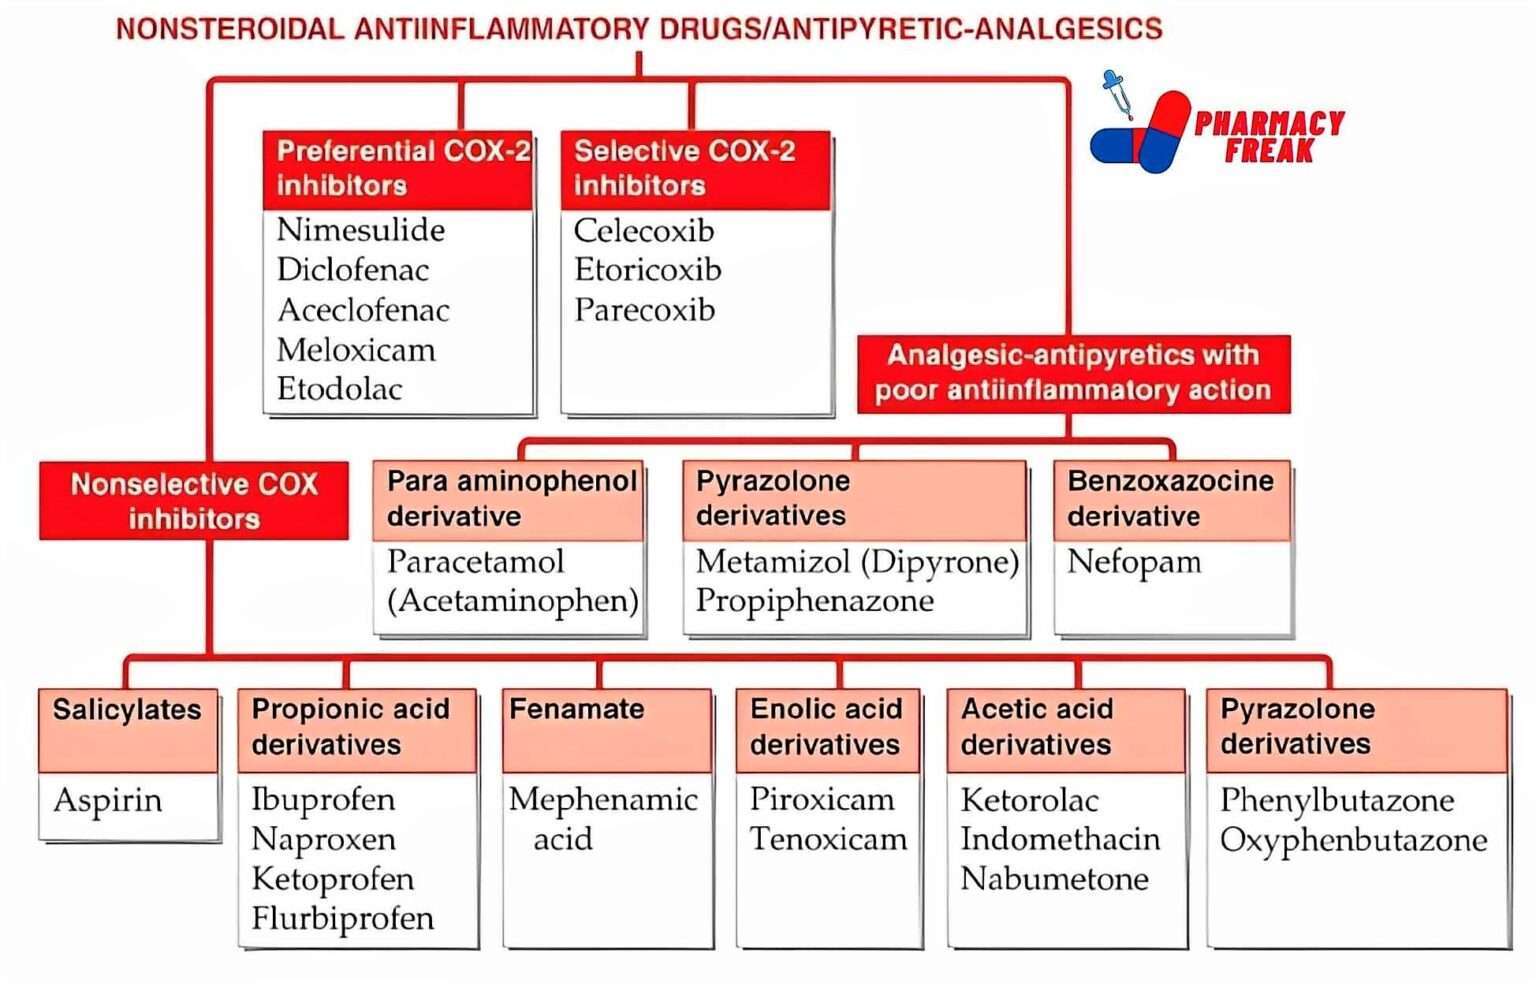 NONSTEROIDAL ANTIINFLAMMATORY DRUGS/ANTIPYRETIC-ANALGESICS
PHARMACY
FREAK
Preferential COX-2
inhibitors
Nimesulide
Diclofenac
Aceclofenac
Meloxicam
Etodolac
Selective COX-2
inhibitors
Celecoxib
Etoricoxib
Parecoxib
Analgesic-antipyretics with
poor antiinflammatory action
Nonselective COX
inhibitors
Para aminophenol
derivative
Paracetamol
(Acetaminophen)
Pyrazolone
derivatives
Metamizol (Dipyrone)
Propiphenazone
Benzoxazocine
derivative
Nefopam
Salicylates
Aspirin
Propionic acid
derivatives
Ibuprofen
Naproxen
Ketoprofen
Flurbiprofen
Fenamate
Mephenamic
acid
Enolic acid
derivatives
Piroxicam
Tenoxicam
Acetic acid
derivatives
Ketorolac
Indomethacin
Nabumetone
Pyrazolone
derivatives
Phenylbutazone
Oxyphenbutazone